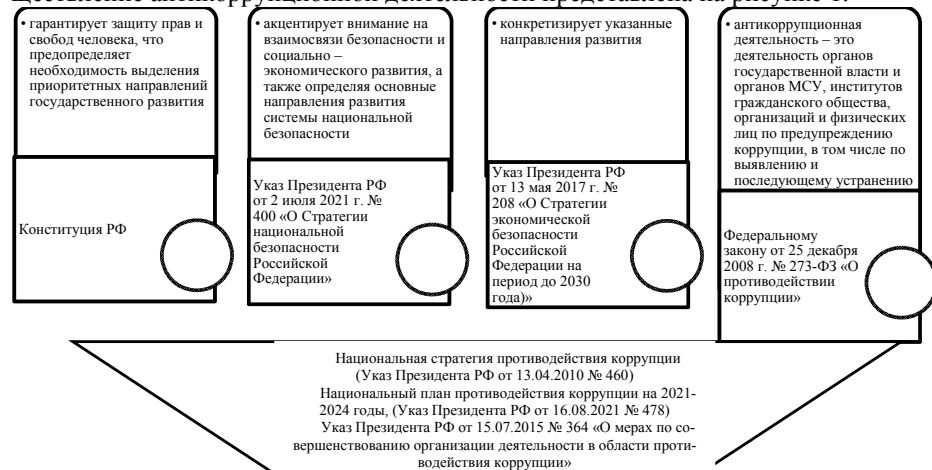 ществление антикоррупционной деятельности представлена на рисунке 1.
• гарантирует защиту прав и
свобод человека, что
предопределяет
необходимость выделения
приоритетных направлений
государственного развития
Конституция РФ
• акцентирует внимание на
взаимосвязи безопасности и
социально –
экономического развития, а
также определяя основные
направления развития
системы национальной
безопасности
Указ Президента РФ
от 2 июля 2021 г. №
400 «О Стратегии
национальной
безопасности
Российской
Федерации»
• конкретизирует указанные
направления развития
Указ Президента РФ
от 13 мая 2017 г. №
208 «О Стратегии
экономической
безопасности
Российской
Федерации на
период до 2030
года)»
• антикоррупционная
деятельность – это
деятельность органов
государственной власти и
органов МСУ, институтов
гражданского общества,
организаций и физических
лиц по предупреждению
коррупции, в том числе по
выявлению и
последующему устранению
Федеральному
закону от 25 декабря
2008 г. № 273-ФЗ «О
противодействии
коррупции»
Национальная стратегия противодействия коррупции
(Указ Президента РФ от 13.04.2010 № 460)
Национальный план противодействия коррупции на 2021-
2024 годы, (Указ Президента РФ от 16.08.2021 № 478)
Указ Президента РФ от 15.07.2015 № 364 «О мерах по со-
вершенствованию организации деятельности в области проти-
водействия коррупции»